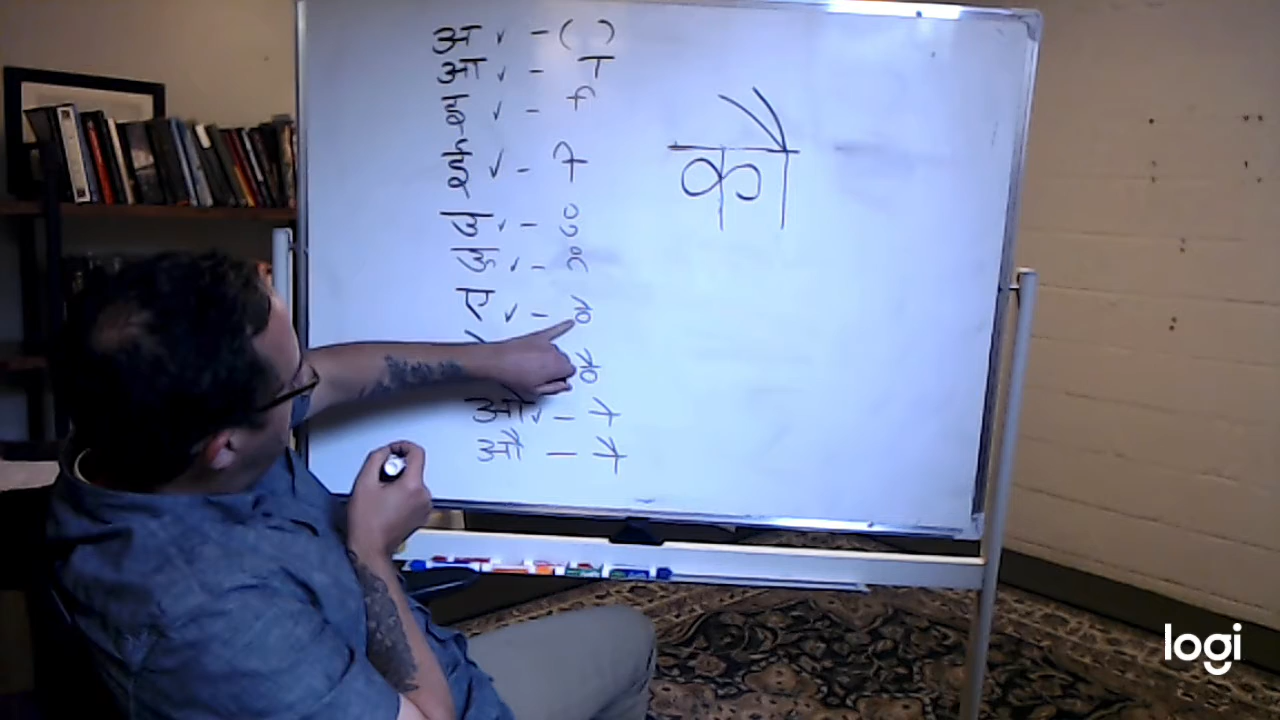 अ ✓ - ( )
आ ✓ - ा
इ ✓ - ि
ई ✓ - ी
उ ✓ - ु
ऊ ✓ - ू
ए ✓ - े
ै
ओ ✓ - ो
औ - ौ
logi